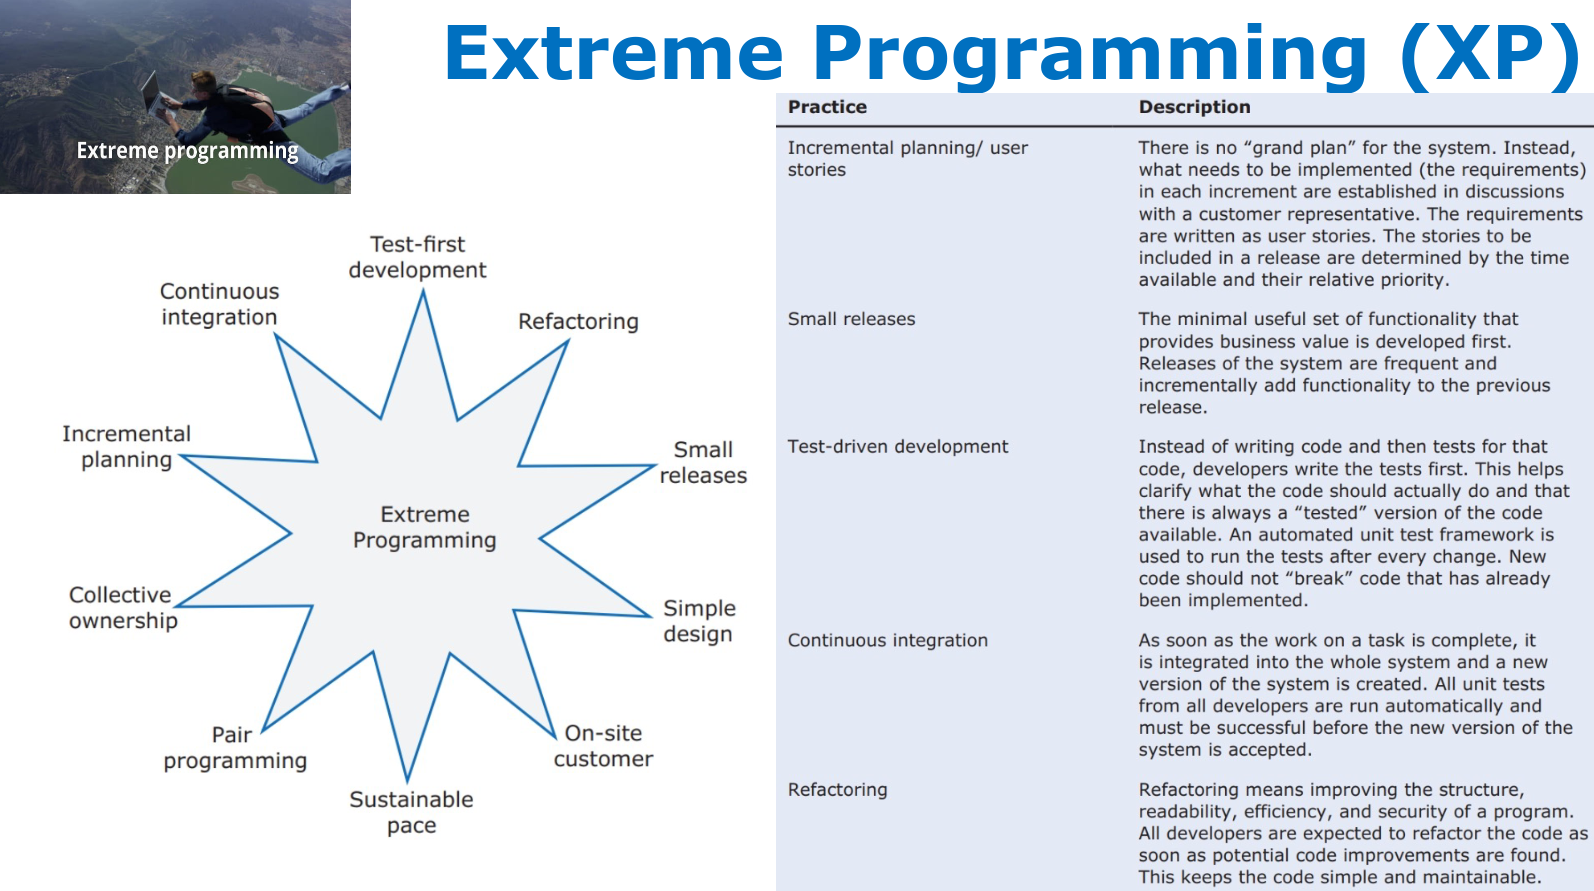 Extreme Programming (XP)
Extreme programming
Test-first
development
Continuous
integration
Refactoring
Incremental
planning
Small
releases
Extreme
Programming
Collective
ownership
Simple
design
Pair
programming
On-site
customer
Sustainable
pace
Practice
Description
Incremental planning/ user
stories
There is no “grand plan” for the system. Instead,
what needs to be implemented (the requirements)
in each increment are established in discussions
with a customer representative. The requirements
are written as user stories. The stories to be
included in a release are determined by the time
available and their relative priority.
Small releases
The minimal useful set of functionality that
provides business value is developed first.
Releases of the system are frequent and
incrementally add functionality to the previous
release.
Test-driven development
Instead of writing code and then tests for that
code, developers write the tests first. This helps
clarify what the code should actually do and that
there is always a “tested” version of the code
available. An automated unit test framework is
used to run the tests after every change. New
code should not “break” code that has already
been implemented.
Continuous integration
As soon as the work on a task is complete, it
is integrated into the whole system and a new
version of the system is created. All unit tests
from all developers are run automatically and
must be successful before the new version of the
system is accepted.
Refactoring
Refactoring means improving the structure,
readability, efficiency, and security of a program.
All developers are expected to refactor the code as
soon as potential code improvements are found.
This keeps the code simple and maintainable.